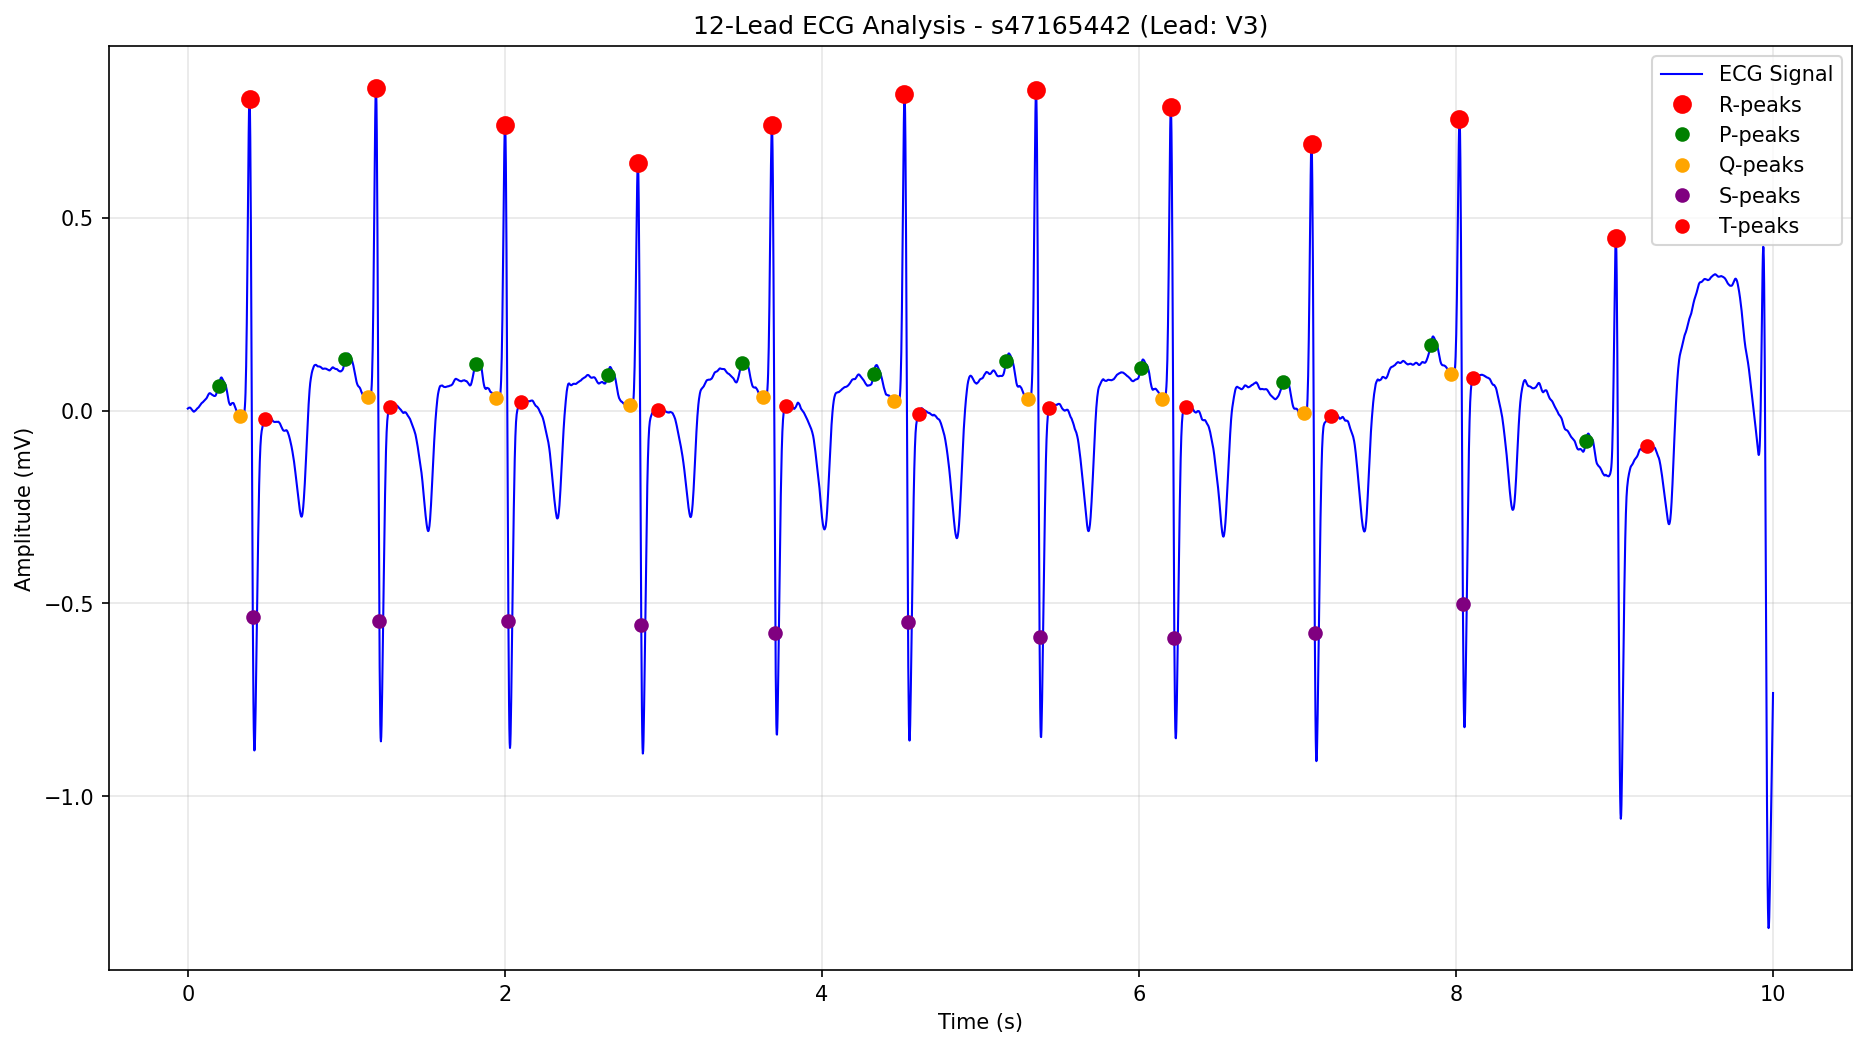 12-Lead ECG Analysis - s47165442 (Lead: V3)
ECG Signal
R-peaks
P-peaks
Q-peaks
S-peaks
T-peaks
Amplitude (mV)
0.5
0.0
−0.5
−1.0
0 2 4 6 8 10
Time (s)